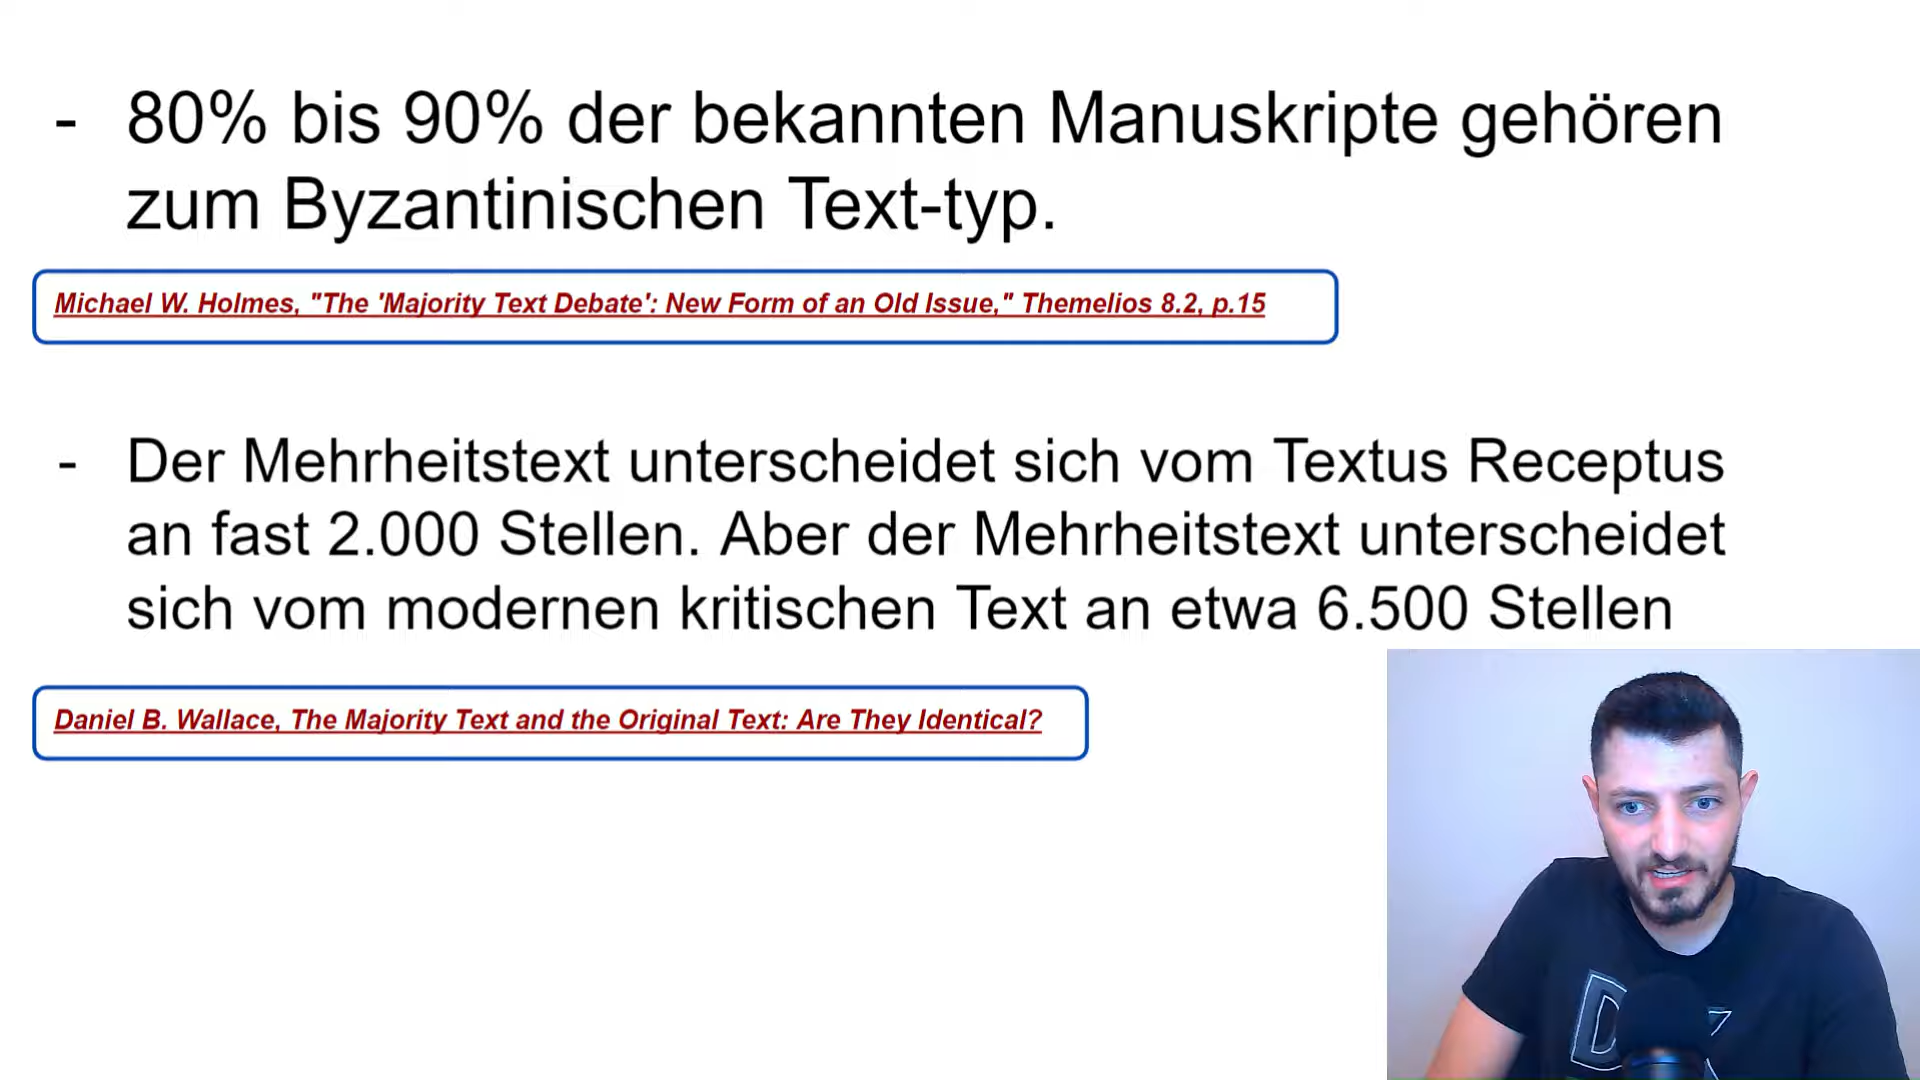 - 80% bis 90% der bekannten Manuskripte gehören
zum Byzantinischen Text-typ.
Michael W. Holmes, "The 'Majority Text Debate': New Form of an Old Issue," Themelios 8.2, p.15
- Der Mehrheitstext unterscheidet sich vom Textus Receptus
an fast 2.000 Stellen. Aber der Mehrheitstext unterscheidet
sich vom modernen kritischen Text an etwa 6.500 Stellen
Daniel B. Wallace, The Majority Text and the Original Text: Are They Identical?